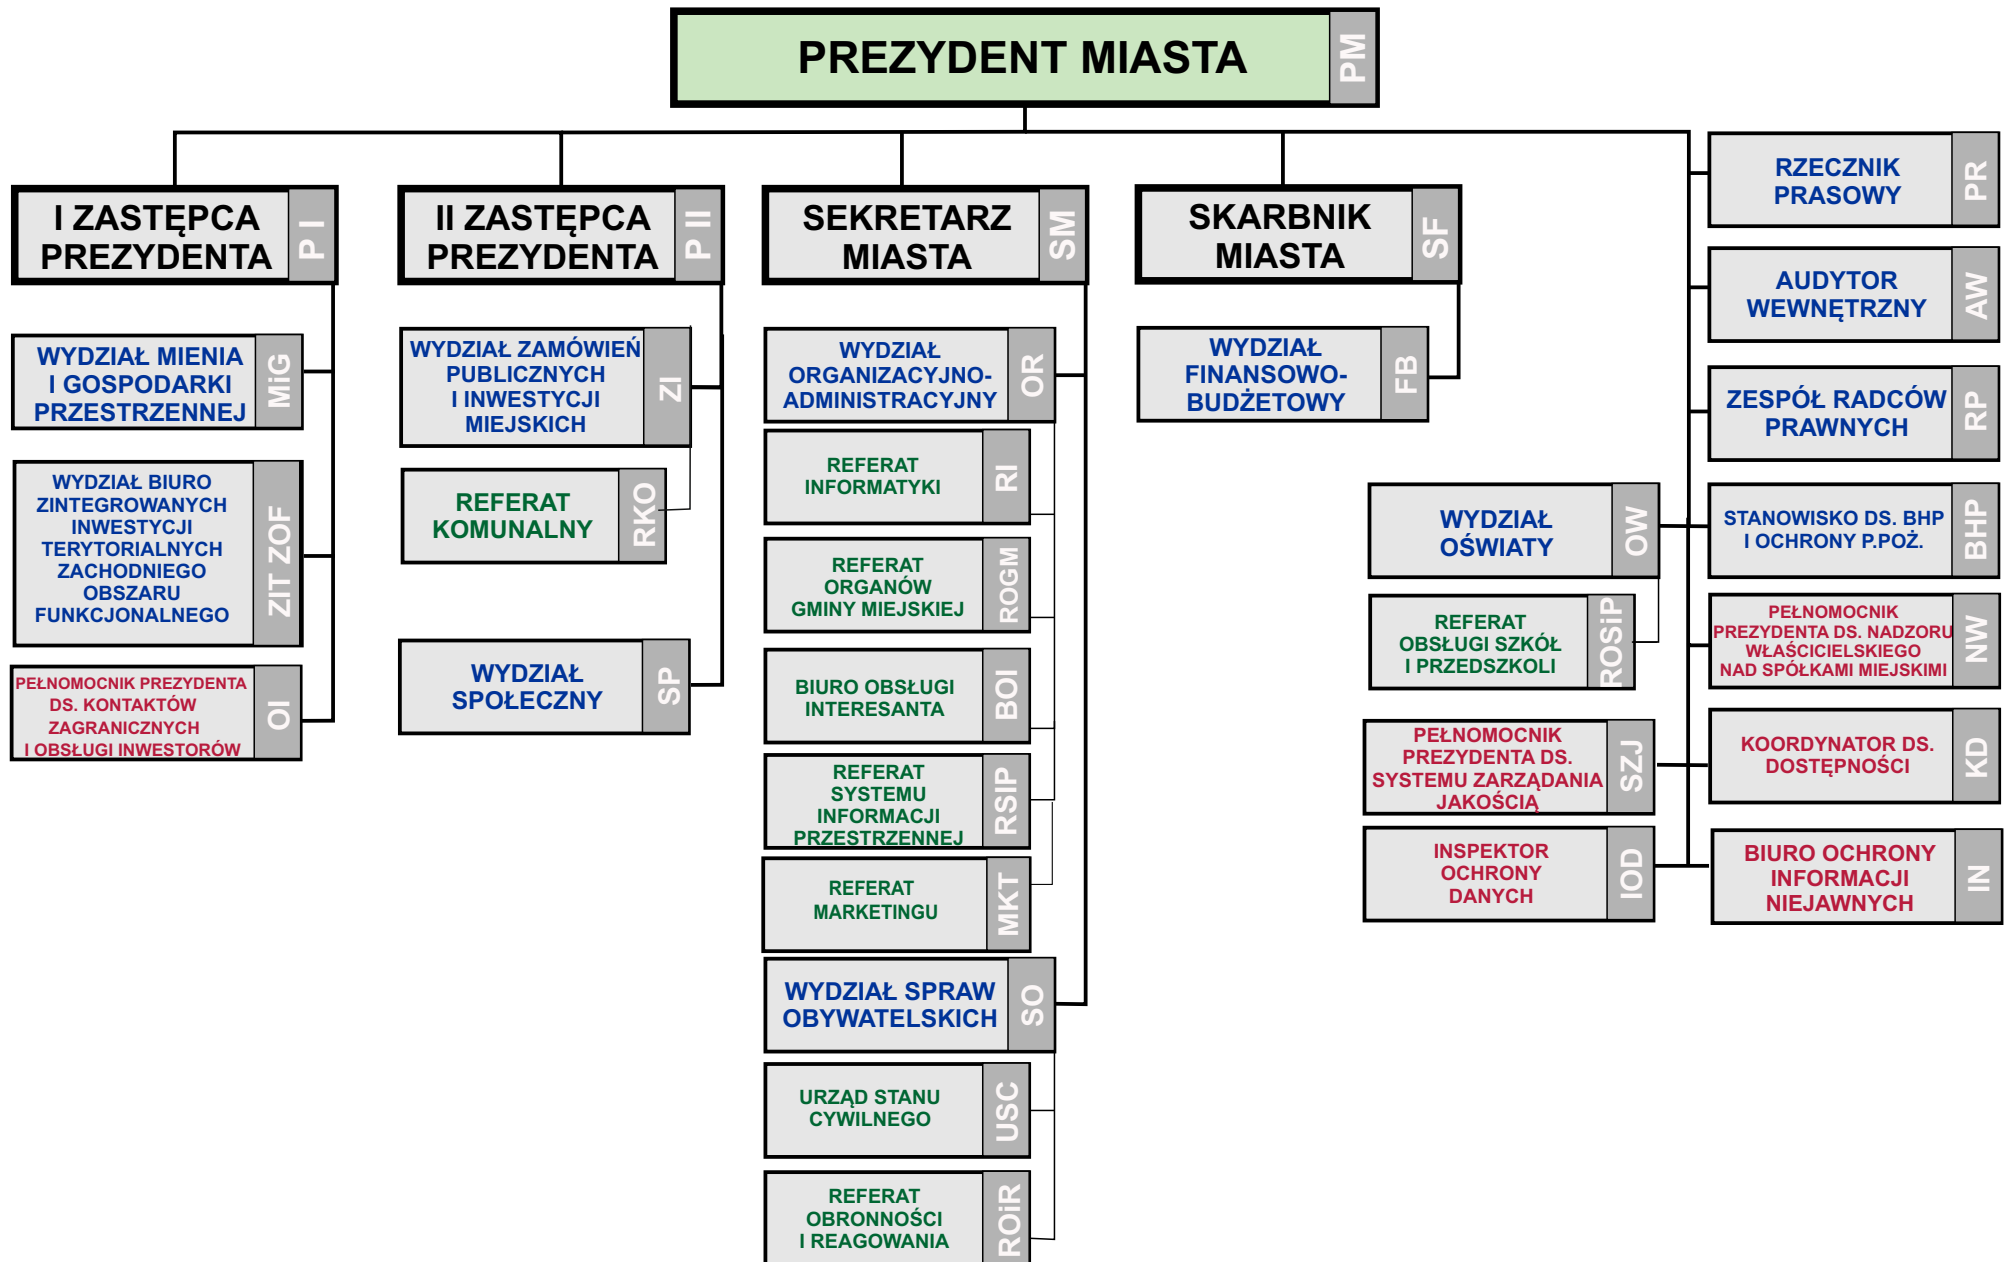 PREZYDENT MIASTA
PM
I ZASTĘPCA
PREZYDENTA
P I
WYDZIAŁ MIENIA
I GOSPODARKI
PRZESTRZENNEJ
MiG
WYDZIAŁ BIURO
ZINTEGROWANYCH
INWESTYCJI
TERYTORIALNYCH
ZACHODNIEGO
OBSZARU
FUNKCJONALNEGO
ZIT ZOF
PEŁNOMOCNIK PREZYDENTA
DS. KONTAKTÓW
ZAGRANICZNYCH
I OBSŁUGI INWESTORÓW
OI
II ZASTĘPCA
PREZYDENTA
P II
WYDZIAŁ ZAMÓWIEŃ
PUBLICZNYCH
I INWESTYCJI
MIEJSKICH
ZI
REFERAT
KOMUNALNY
RKO
WYDZIAŁ
SPOŁECZNY
SP
SEKRETARZ
MIASTA
SM
WYDZIAŁ
ORGANIZACYJNO-
ADMINISTRACYJNY
OR
REFERAT
INFORMATYKI
RI
REFERAT
ORGANÓW
GMINY MIEJSKIEJ
ROGM
BIURO OBSŁUGI
INTERESANTA
BOI
REFERAT
SYSTEMU
INFORMACJI
PRZESTRZENNEJ
RSIP
REFERAT
MARKETINGU
MKT
WYDZIAŁ SPRAW
OBYWATELSKICH
SO
URZĄD STANU
CYWILNEGO
USC
REFERAT
OBRONNOŚCI
I REAGOWANIA
ROiR
SKARBNIK
MIASTA
SF
WYDZIAŁ
FINANSOWO-
BUDŻETOWY
FB
WYDZIAŁ
OŚWIATY
OW
REFERAT
OBSŁUGI SZKÓŁ
I PRZEDSZKOLI
ROSiP
PEŁNOMOCNIK
PREZYDENTA DS.
SYSTEMU ZARZĄDANIA
JAKOŚCIĄ
SZJ
INSPEKTOR
OCHRONY
DANYCH
IOD
RZECZNIK
PRASOWY
PR
AUDYTOR
WEWNĘTRZNY
AW
ZESPÓŁ RADCÓW
PRAWNYCH
RP
STANOWISKO DS. BHP
I OCHRONY P.POŻ.
BHP
PEŁNOMOCNIK
PREZYDENTA DS. NADZORU
WŁAŚCICIELSKIEGO
NAD SPÓŁKAMI MIEJSKIMI
NW
KOORDYNATOR DS.
DOSTĘPNOŚCI
KD
BIURO OCHRONY
INFORMACJI
NIEJAWNYCH
IN